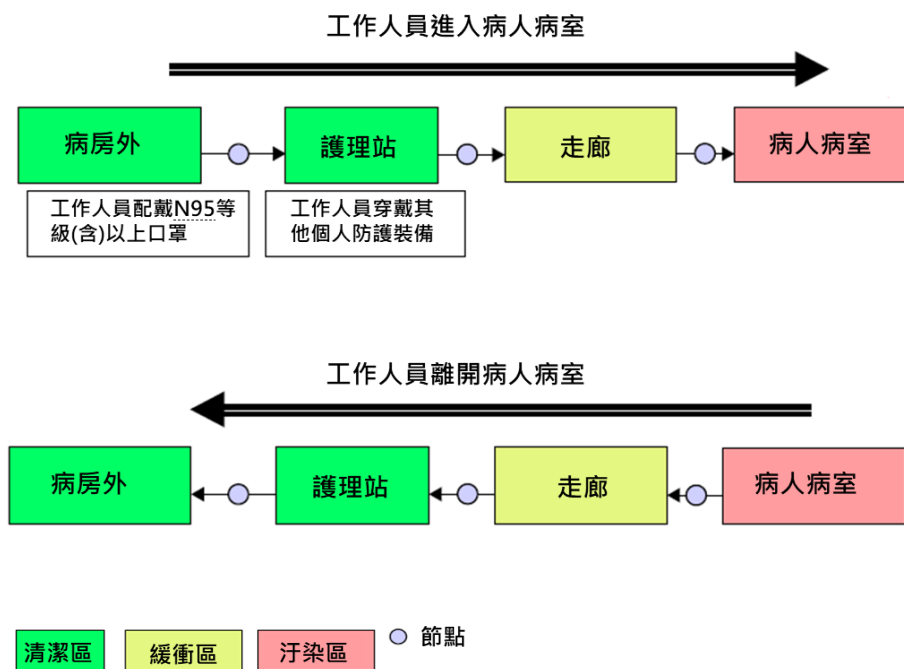 工作人員進入病人病室
病房外
護理站
走廊
病人病室
工作人員配戴N95等
級(含)以上口罩
工作人員穿戴其
他個人防護裝備
工作人員離開病人病室
病房外
護理站
走廊
病人病室
清潔區
緩衝區
汙染區
節點